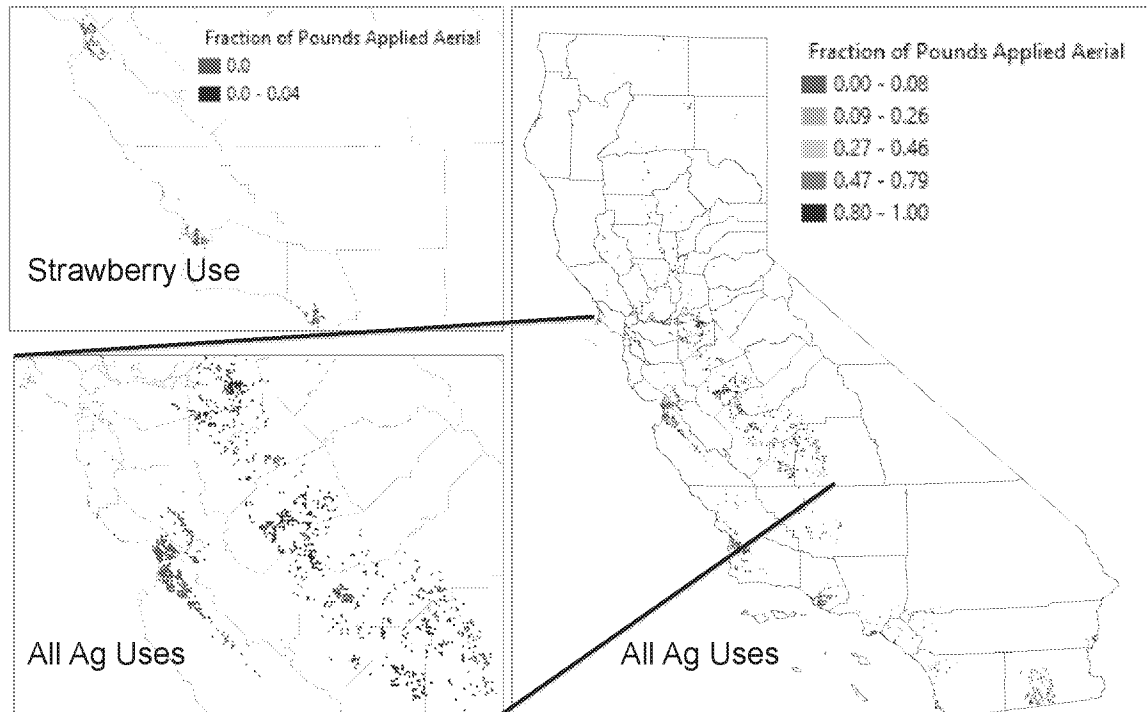 Fraction of Pounds Applied Aerial
0.0
0.0 - 0.04
Strawberry Use
Fraction of Pounds Applied Aerial
0.00 - 0.08
0.09 - 0.26
0.27 - 0.46
0.47 - 0.79
0.80 - 1.00
All Ag Uses
All Ag Uses